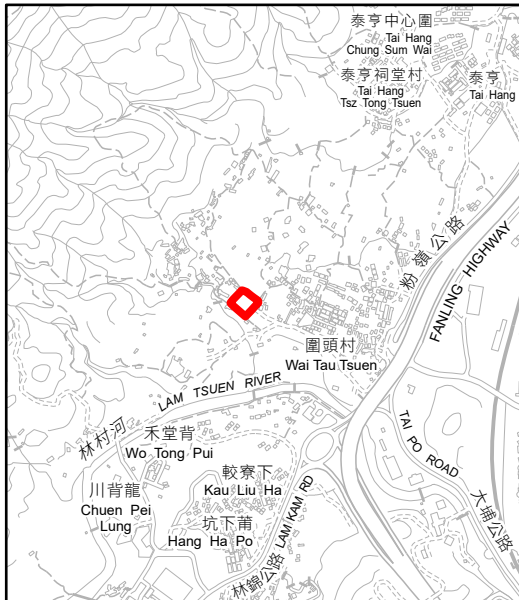 泰亨中心圍
Tai Hang
Chung Sum Wai
泰亨祠堂村
Tai Hang
Tsz Tong Tsuen
泰亨
Tai Hang
粉嶺公路
FANLING HIGHWAY
圍頭村
Wai Tau Tsuen
LAM TSUEN RIVER
林村河
禾堂背
Wo Tong Pui
TAI PO ROAD
大埔公路
較寮下
Kau Liu Ha
川背龍
Chuen Pei
Lung
坑下莆
Hang Ha Po
林錦公路 LAM KAM RD